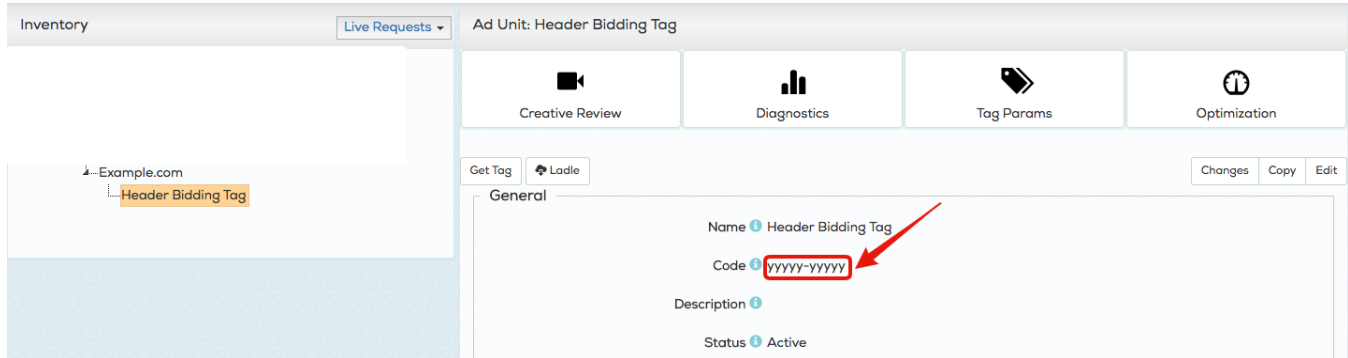 Inventory
Live Requests
Ad Unit: Header Bidding Tag
Creative Review
Diagnostics
Tag Params
Optimization
Example.com
Header Bidding Tag
Get Tag
Ladle
Changes
Copy
Edit
General
Name Header Bidding Tag
Code yyyyy-yyyyy
Description
Status Active